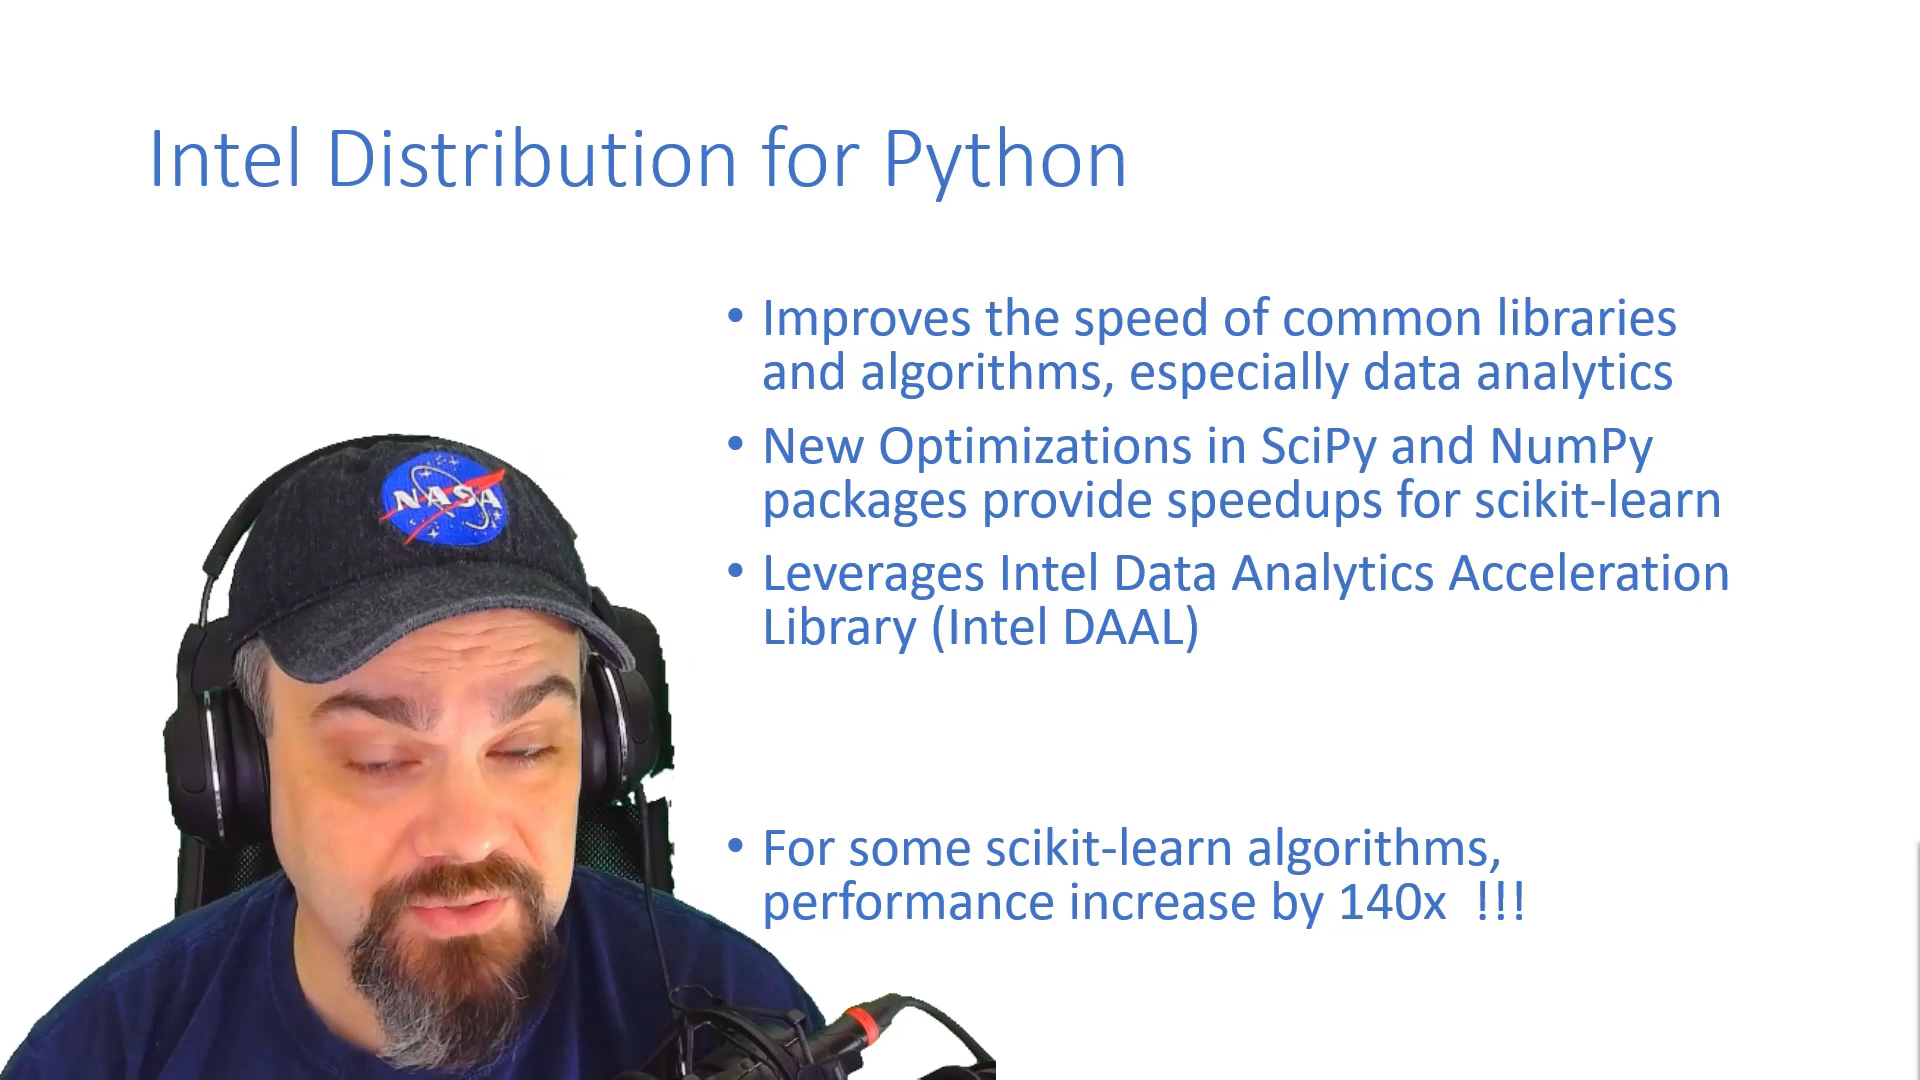 Intel Distribution for Python
• Improves the speed of common libraries
and algorithms, especially data analytics
• New Optimizations in SciPy and NumPy
packages provide speedups for scikit-learn
• Leverages Intel Data Analytics Acceleration
Library (Intel DAAL)
NASA
• For some scikit-learn algorithms,
performance increase by 140x  !!!